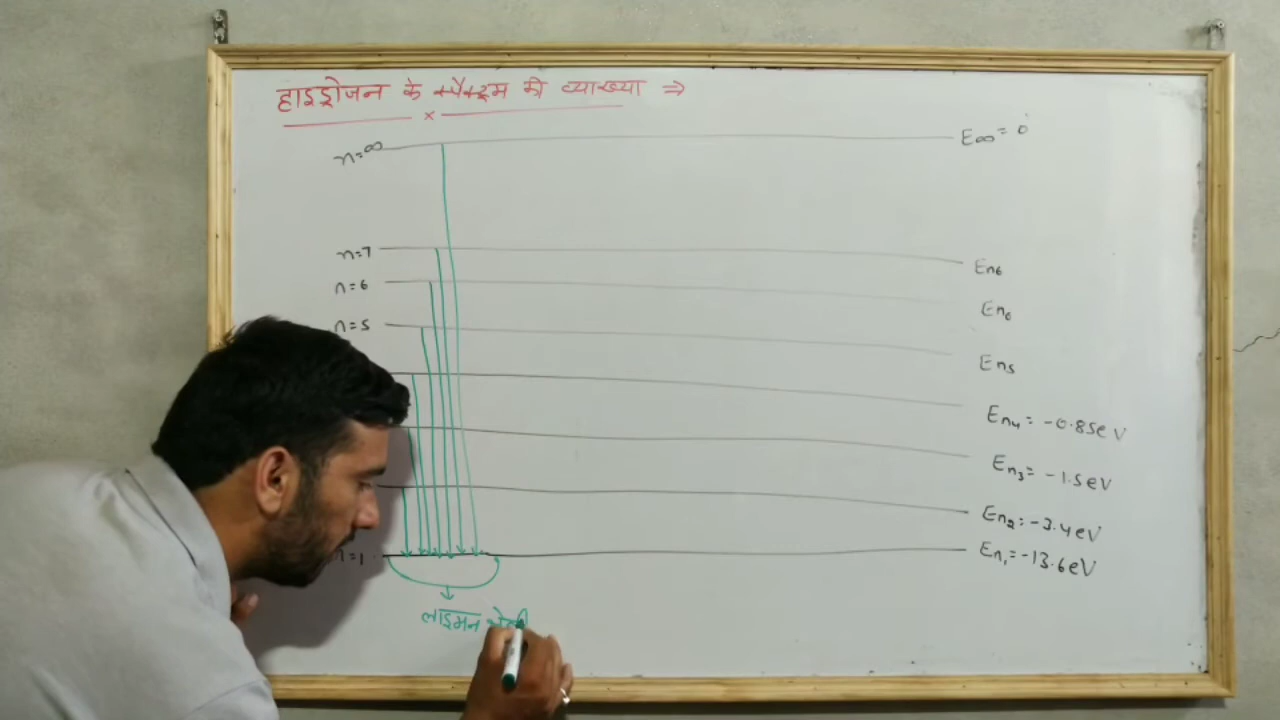 हाइड्रोजन के स्पैक्ट्रम की व्याख्या ⇒
n=∞ E∞ = 0
n=7 En6
n=6 En6
n=5 En5
En4 = -0.85eV
En3 = -1.5eV
En2 = -3.4eV
n=1 En1 = -13.6eV
लाइमन